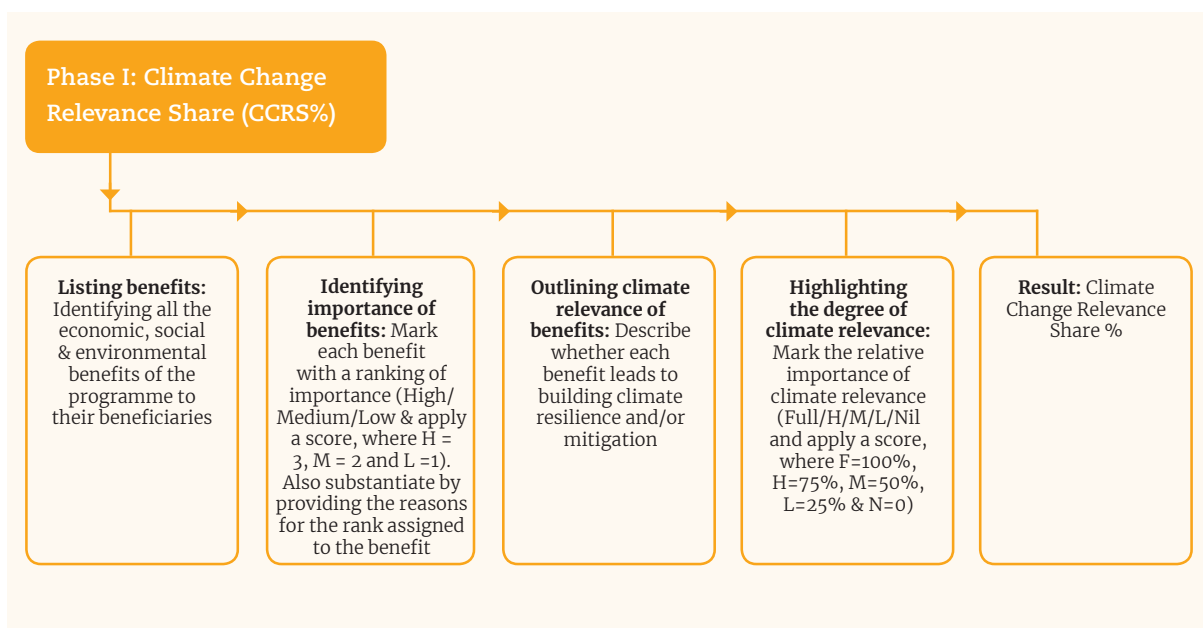 Phase I: Climate Change
Relevance Share (CCRS%)
Listing benefits:
Identifying all the
economic, social
& environmental
benefits of the
programme to
their beneficiaries
Identifying
importance of
benefits: Mark
each benefit
with a ranking of
importance (High/
Medium/Low & apply
a score, where H =
3, M = 2 and L =1).
Also substantiate by
providing the reasons
for the rank assigned
to the benefit
Outlining climate
relevance of
benefits: Describe
whether each
benefit leads to
building climate
resilience and/or
mitigation
Highlighting
the degree of
climate relevance:
Mark the relative
importance of
climate relevance
(Full/H/M/L/Nil
and apply a score,
where F=100%,
H=75%, M=50%,
L=25% & N=0)
Result: Climate
Change Relevance
Share %